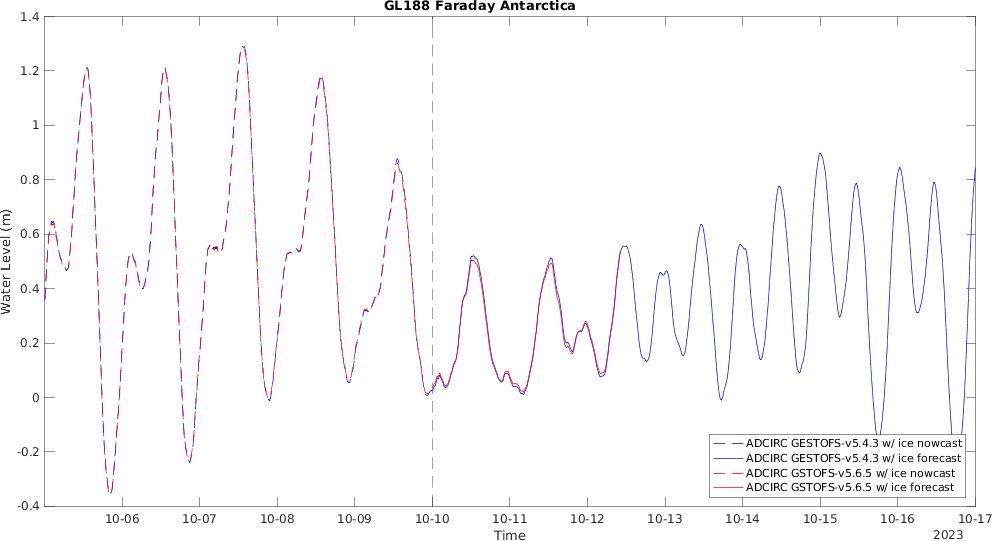 GL188 Faraday Antarctica
1.4
1.2
1
0.8
0.6
0.4
0.2
0
-0.2
-0.4
Water Level (m)
10-06 10-07 10-08 10-09 10-10 10-11 10-12 10-13 10-14 10-15 10-16 10-17
Time
2023
ADCIRC GESTOFS-v5.4.3 w/ ice nowcast
ADCIRC GESTOFS-v5.4.3 w/ ice forecast
ADCIRC GSTOFS-v5.6.5 w/ ice nowcast
ADCIRC GSTOFS-v5.6.5 w/ ice forecast